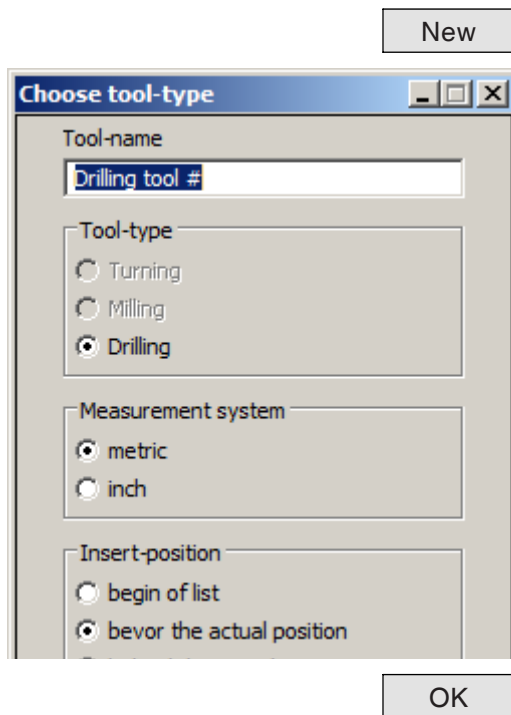 New
Choose tool-type
Tool-name
Drilling tool #
Tool-type
Turning
Milling
Drilling
Measurement system
metric
inch
Insert-position
begin of list
bevor the actual position
OK